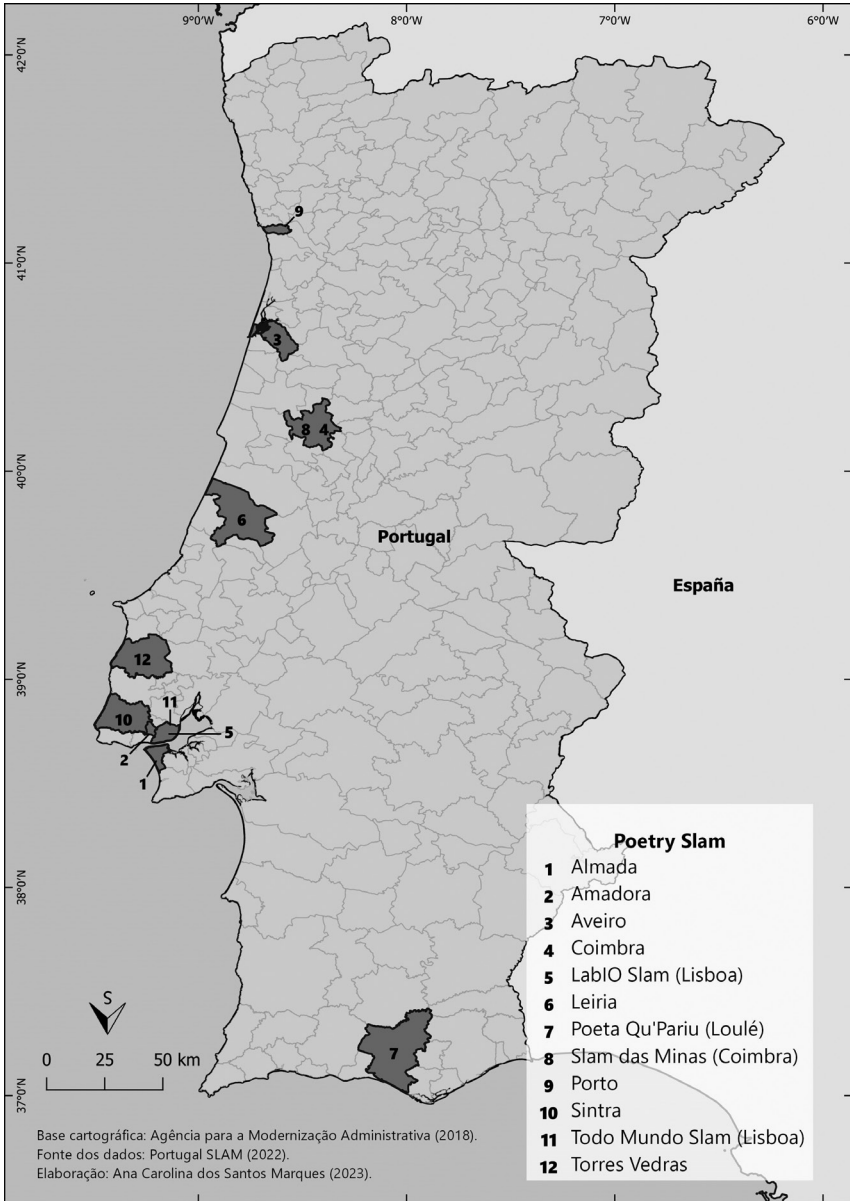 9°0'W 8°0'W 7°0'W 6°0'W
42°0'N
9
41°0'N
3
8 4
40°0'N
6
Portugal
España
12
39°0'N
11
10
5
2
1
Poetry Slam
1 Almada
38°0'N
2 Amadora
3 Aveiro
4 Coimbra
5 LabIO Slam (Lisboa)
6 Leiria
7 Poeta Qu'Pariu (Loulé)
8 Slam das Minas (Coimbra)
9 Porto
10 Sintra
11 Todo Mundo Slam (Lisboa)
12 Torres Vedras
S
7
0 25 50 km
37°0'N
Base cartográfica: Agência para a Modernização Administrativa (2018).
Fonte dos dados: Portugal SLAM (2022).
Elaboração: Ana Carolina dos Santos Marques (2023).